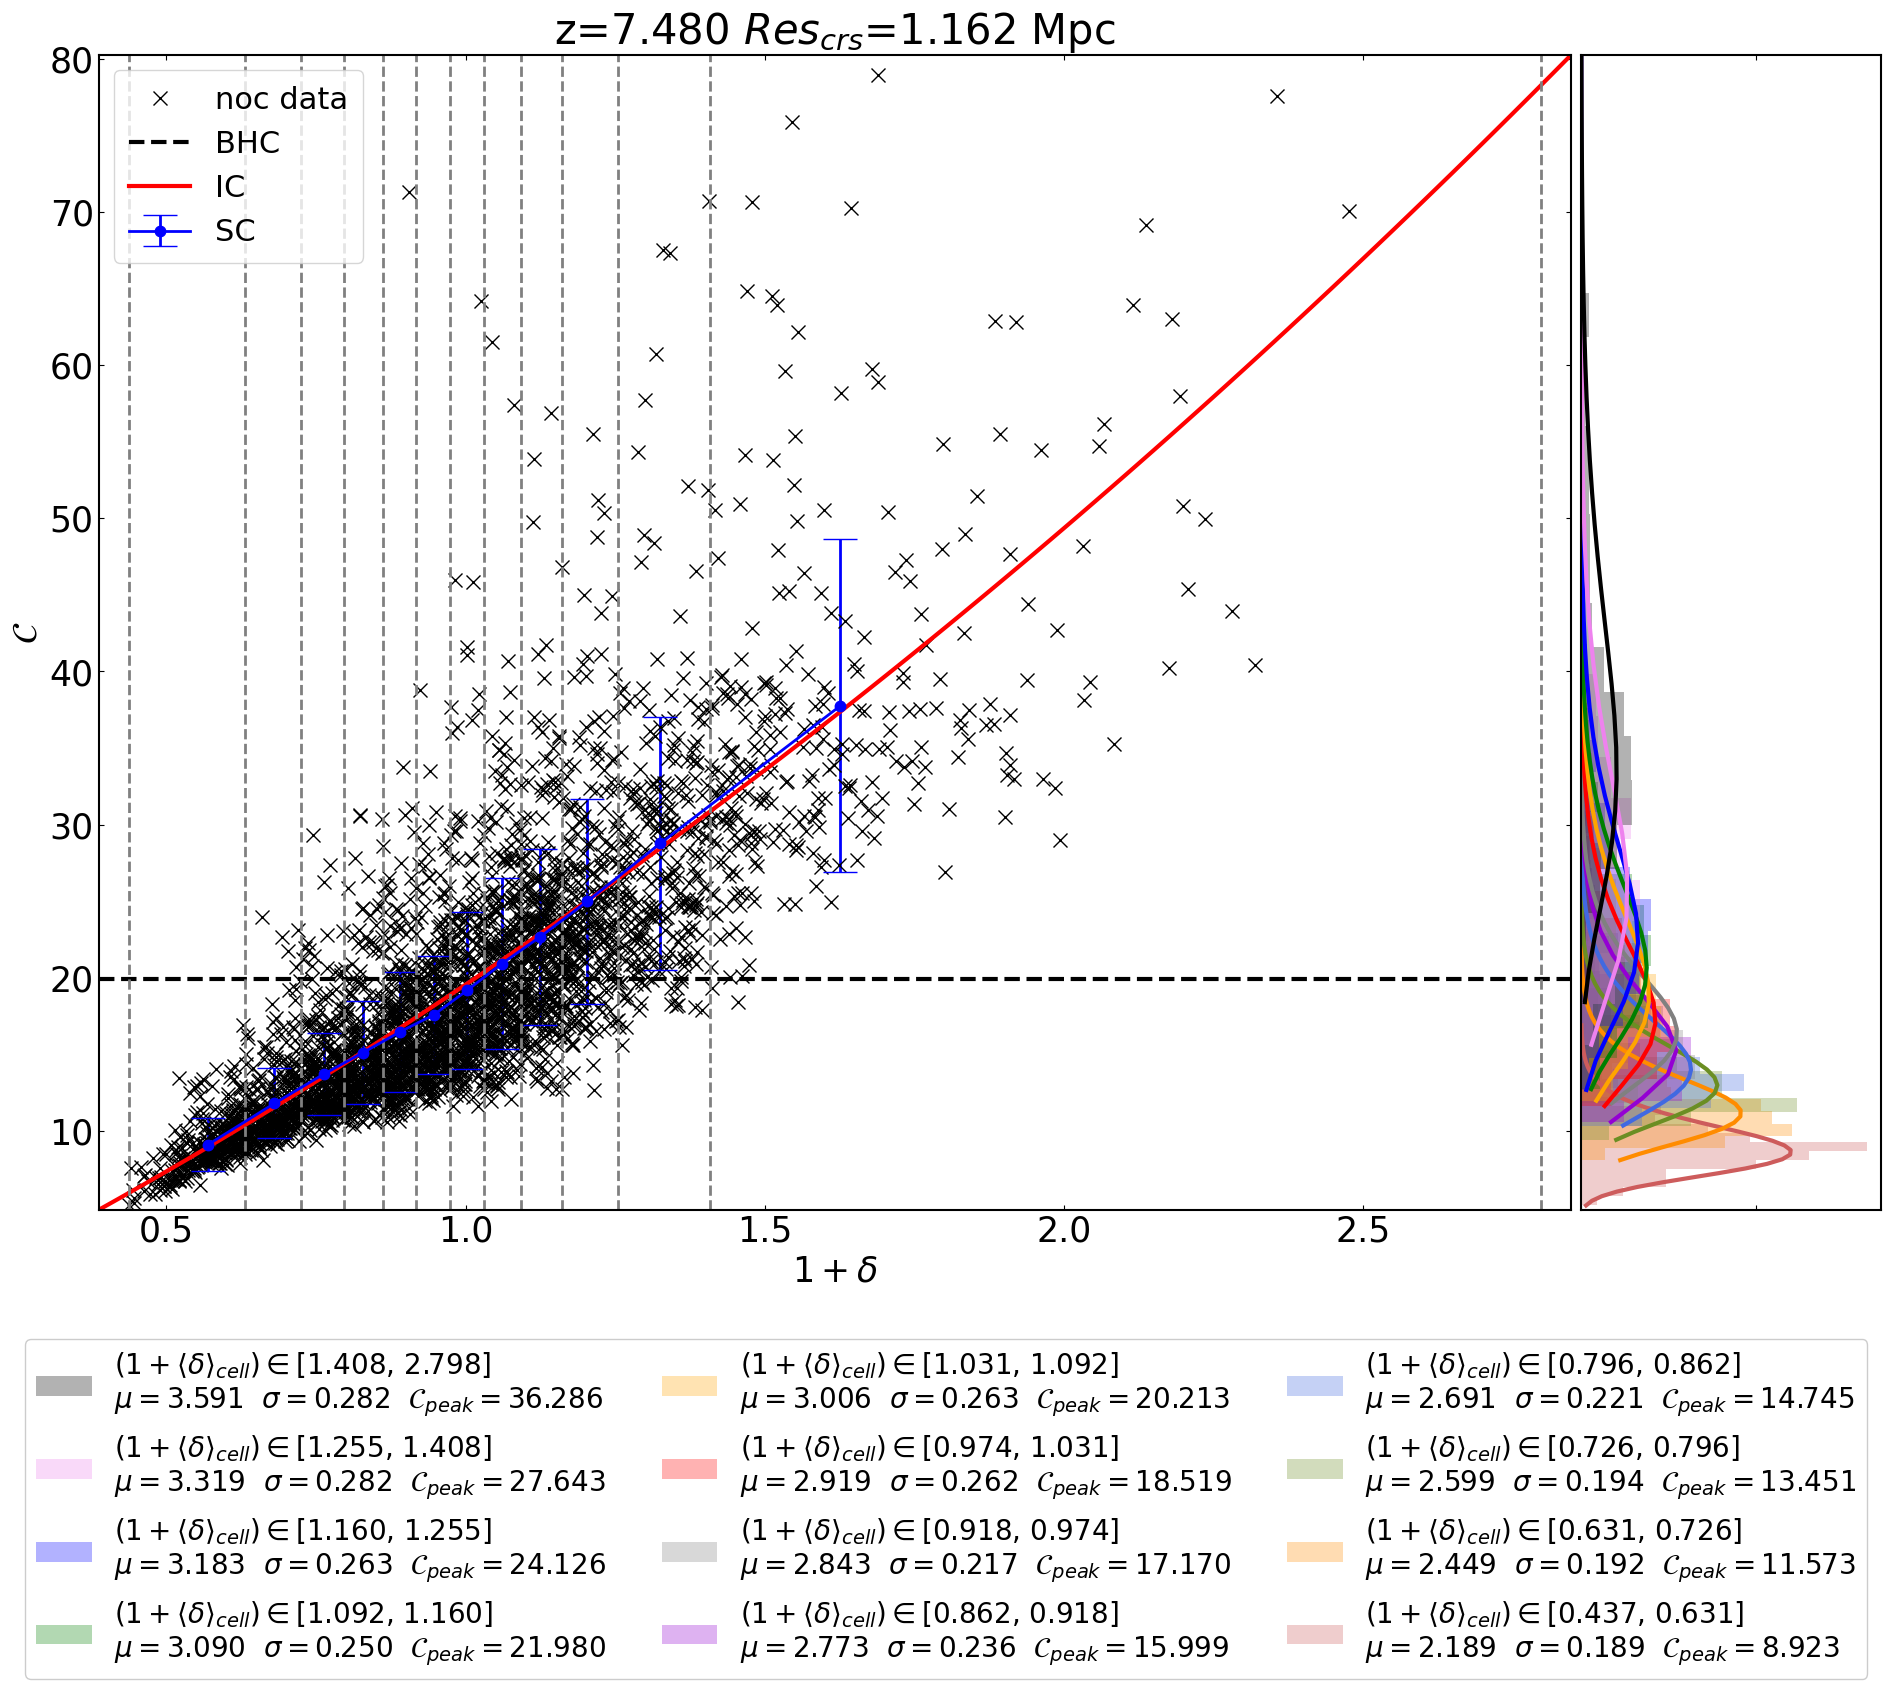 z=7.480 Res_crs=1.162 Mpc
80
70
60
50
40
30
20
10
𝒞
noc data
BHC
IC
SC
0.5 1.0 1.5 2.0 2.5
1 + δ
(1 + ⟨δ⟩_cell) ∈ [1.408, 2.798]
μ = 3.591 σ = 0.282 𝒞_peak = 36.286
(1 + ⟨δ⟩_cell) ∈ [1.255, 1.408]
μ = 3.319 σ = 0.282 𝒞_peak = 27.643
(1 + ⟨δ⟩_cell) ∈ [1.160, 1.255]
μ = 3.183 σ = 0.263 𝒞_peak = 24.126
(1 + ⟨δ⟩_cell) ∈ [1.092, 1.160]
μ = 3.090 σ = 0.250 𝒞_peak = 21.980
(1 + ⟨δ⟩_cell) ∈ [1.031, 1.092]
μ = 3.006 σ = 0.263 𝒞_peak = 20.213
(1 + ⟨δ⟩_cell) ∈ [0.974, 1.031]
μ = 2.919 σ = 0.262 𝒞_peak = 18.519
(1 + ⟨δ⟩_cell) ∈ [0.918, 0.974]
μ = 2.843 σ = 0.217 𝒞_peak = 17.170
(1 + ⟨δ⟩_cell) ∈ [0.862, 0.918]
μ = 2.773 σ = 0.236 𝒞_peak = 15.999
(1 + ⟨δ⟩_cell) ∈ [0.796, 0.862]
μ = 2.691 σ = 0.221 𝒞_peak = 14.745
(1 + ⟨δ⟩_cell) ∈ [0.726, 0.796]
μ = 2.599 σ = 0.194 𝒞_peak = 13.451
(1 + ⟨δ⟩_cell) ∈ [0.631, 0.726]
μ = 2.449 σ = 0.192 𝒞_peak = 11.573
(1 + ⟨δ⟩_cell) ∈ [0.437, 0.631]
μ = 2.189 σ = 0.189 𝒞_peak = 8.923